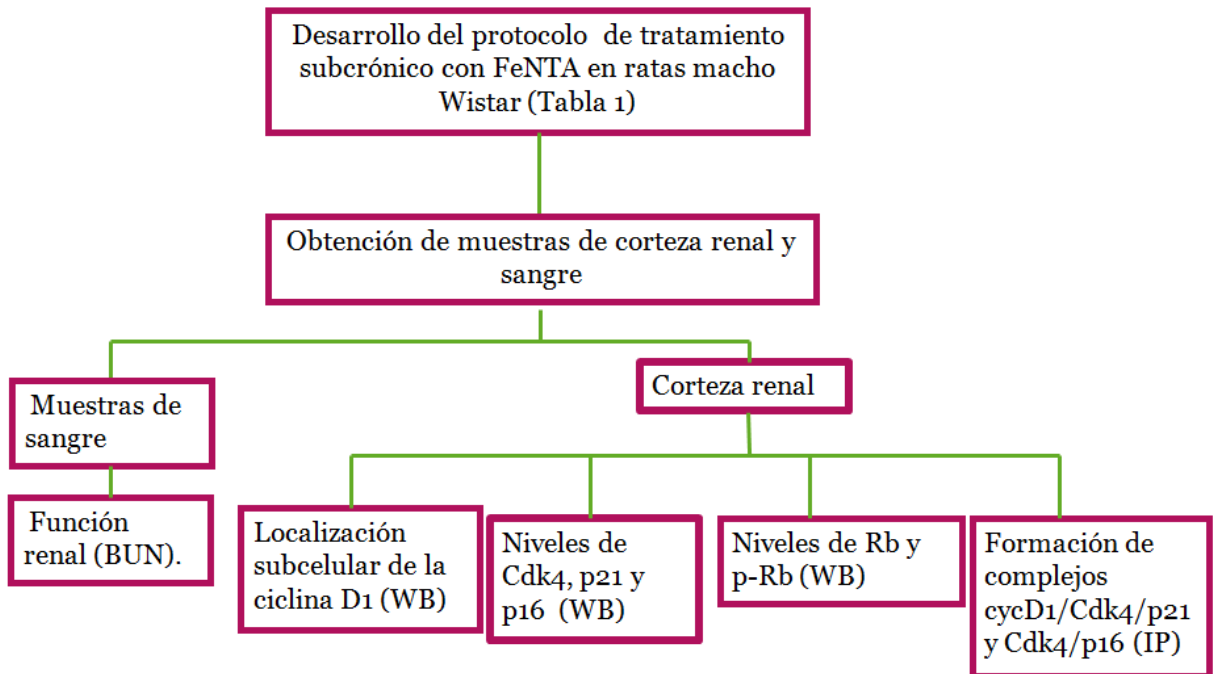 Desarrollo del protocolo de tratamiento
subcrónico con FeNTA en ratas macho
Wistar (Tabla 1)
Obtención de muestras de corteza renal y
sangre
Muestras de
sangre
Corteza renal
Función
renal (BUN).
Localización
subcelular de la
ciclina D1 (WB)
Niveles de
Cdk4, p21 y
p16 (WB)
Niveles de Rb y
p-Rb (WB)
Formación de
complejos
cycD1/Cdk4/p21
y Cdk4/p16 (IP)